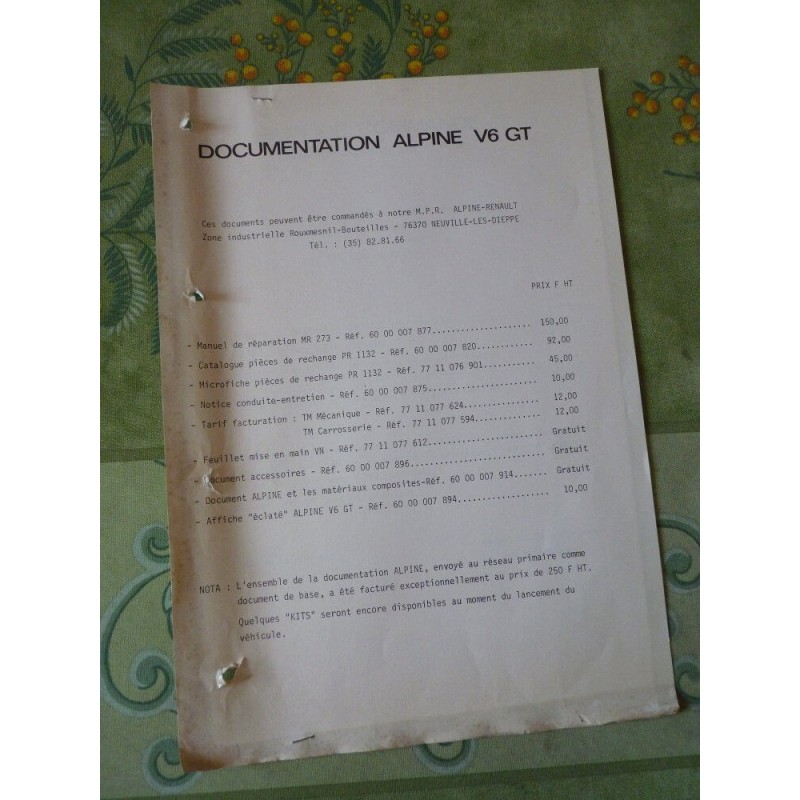 DOCUMENTATION ALPINE V6 GT
Ces documents peuvent être commandés à notre M.P.R. ALPINE-RENAULT
Zone industrielle Rouxmesnil-Bouteilles - 76370 NEUVILLE-LES-DIEPPE
Tél. : (35) 82.81.66
PRIX F HT
- Manuel de réparation MR 273 - Réf. 60 00 007 877..................... 150,00
- Catalogue pièces de rechange PR 1132 - Réf. 60 00 007 820............ 92,00
- Microfiche pièces de rechange PR 1132 - Réf. 77 11 076 901........... 45,00
- Notice conduite-entretien - Réf. 60 00 007 875....................... 10,00
- Tarif facturation : TM Mécanique - Réf. 77 11 077 624................ 12,00
TM Carrosserie - Réf. 77 11 077 594.............. 12,00
- Feuillet mise en main VN - Réf. 77 11 077 612........................ Gratuit
- Document accessoires - Réf. 60 00 007 896............................ Gratuit
- Document ALPINE et les matériaux composites-Réf. 60 00 007 914....... Gratuit
- Affiche "éclaté" ALPINE V6 GT - Réf. 60 00 007 894................... 10,00
NOTA : L'ensemble de la documentation ALPINE, envoyé au réseau primaire comme
document de base, a été facturé exceptionnellement au prix de 250 F HT.
Quelques "KITS" seront encore disponibles au moment du lancement du
véhicule.